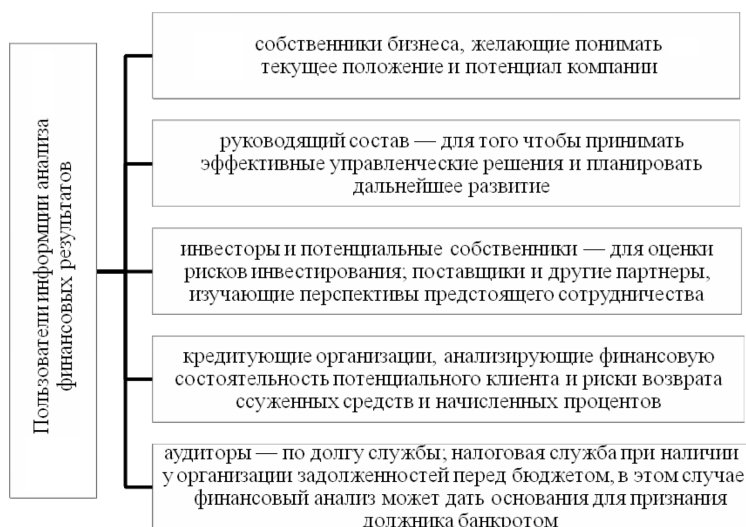 Пользователи информции анализа
финансовых результатов
собственники бизнеса, желающие понимать
текущее положение и потенциал компании
руководящий состав — для того чтобы принимать
эффективные управленческие решения и планировать
дальнейшее развитие
инвесторы и потенциальные собственники — для оценки
рисков инвестирования; поставщики и другие партнеры,
изучающие перспективы предстоящего сотрудничества
кредитующие организации, анализирующие финансовую
состоятельность потенциального клиента и риски возврата
ссуженных средств и начисленных процентов
аудиторы — по долгу службы; налоговая служба при наличии
у организации задолженностей перед бюджетом, в этом случае
финансовый анализ может дать основания для признания
должника банкротом